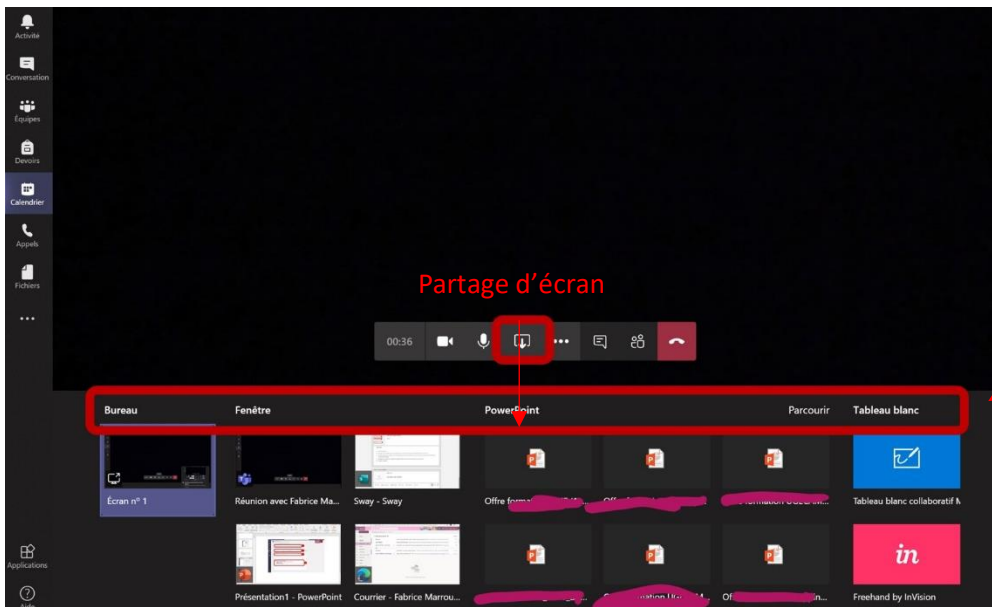 Activité
Conversation
Équipes
Devoirs
Calendrier
Appels
Fichiers
Partage d’écran
00:36
Bureau Fenêtre PowerPoint Parcourir Tableau blanc
Écran n° 1 Réunion avec Fabrice Ma... Sway - Sway Offre Tableau blanc collaboratif M
Présentation1 - PowerPoint Courrier - Fabrice Marrou... Freehand by InVision
in
Applications
Aide